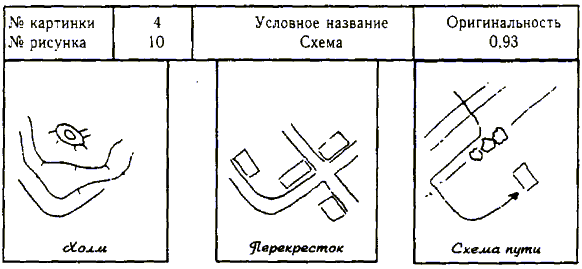 № картинки 4 Условное название Оригинальность
№ рисунка 10 Схема 0,93
Холм Перекресток Схема пути